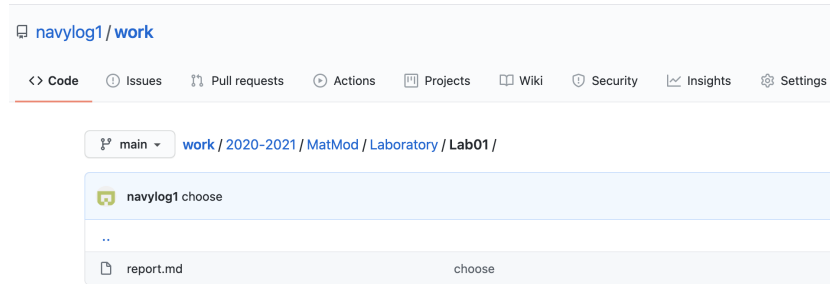 navylog1 / work
Code Issues Pull requests Actions Projects Wiki Security Insights Settings
main work / 2020-2021 / MatMod / Laboratory / Lab01 /
navylog1 choose
..
report.md choose